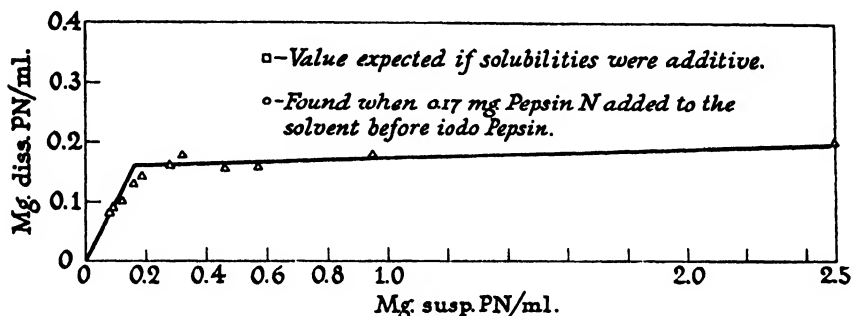 0.4
□-Value expected if solubilities were additive.
0.3
○-Found when 0.17 mg Pepsin N added to the
solvent before iodo Pepsin.
0.2
0.1
0
Mg. diss. PN/ml.
0 0.2 0.4 0.6 0.8 1.0 2.0 2.5
Mg. susp. PN/ml.